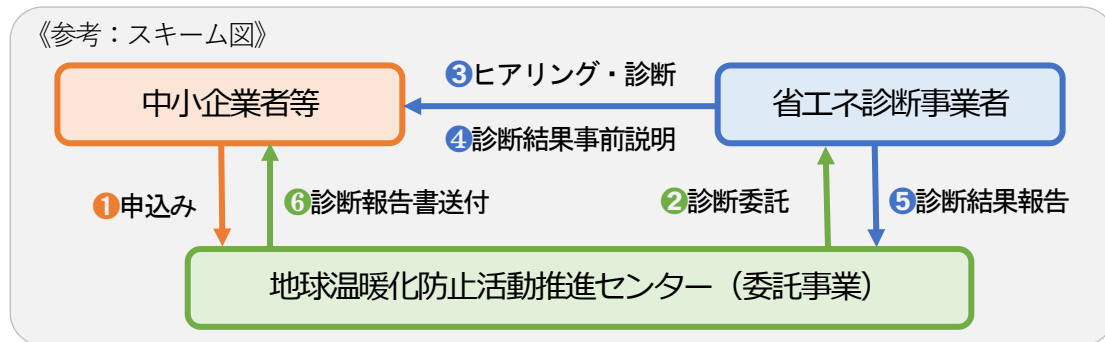 《参考：スキーム図》
❸ヒアリング・診断
中小企業者等
省エネ診断事業者
❹診断結果事前説明
❶申込み
❻診断報告書送付
❷診断委託
❺診断結果報告
地球温暖化防止活動推進センター（委託事業）